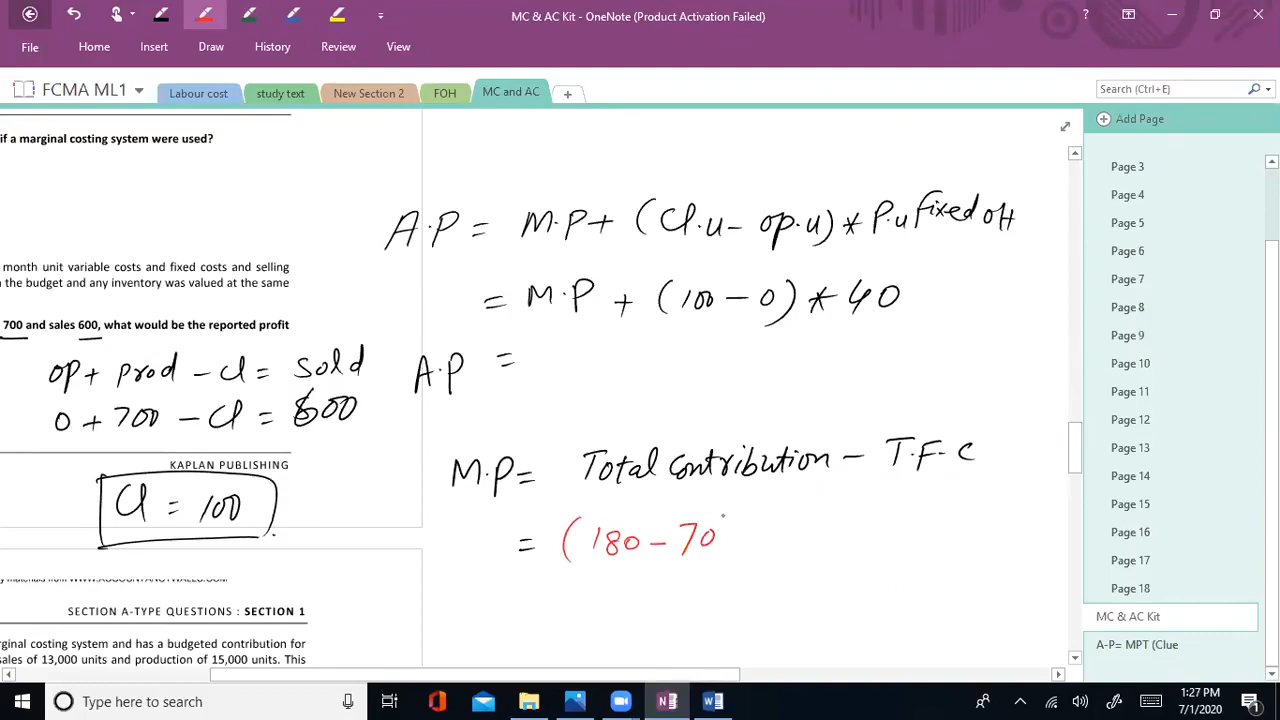 MC & AC Kit - OneNote (Product Activation Failed)
File Home Insert Draw History Review View
FCMA ML1
Labour cost study text New Section 2 FOH MC and AC
Search (Ctrl+E)
Add Page
Page 3
Page 4
Page 5
Page 6
Page 7
Page 8
Page 9
Page 10
Page 11
Page 12
Page 13
Page 14
Page 15
Page 16
Page 17
Page 18
MC & AC Kit
A-P= MPT (Clue
if a marginal costing system were used?
month unit variable costs and fixed costs and selling
the budget and any inventory was valued at the same
700 and sales 600, what would be the reported profit
op + prod - Cl = sold
0 + 700 - Cl = 600
KAPLAN PUBLISHING
Cl = 100
SECTION A-TYPE QUESTIONS : SECTION 1
rginal costing system and has a budgeted contribution for
sales of 13,000 units and production of 15,000 units. This
A.P = M.P + (Cl.u - op.u) * P.u fixed OH
= M.P + (100 - 0) * 40
A.P =
M.P = Total contribution - T.F.C
= (180 - 70
Type here to search
1:27 PM
7/1/2020